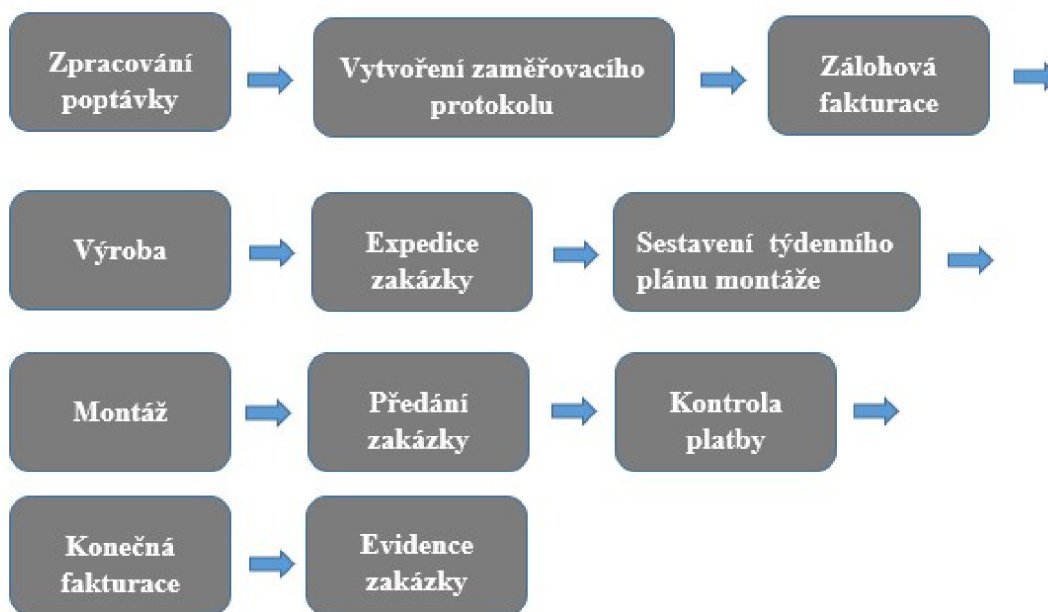 Zpracování
poptávky
Vytvoření zaměřovacího
protokolu
Zálohová
fakturace
Výroba
Expedice
zakázky
Sestavení týdenního
plánu montáže
Montáž
Předání
zakázky
Kontrola
platby
Konečná
fakturace
Evidence
zakázky